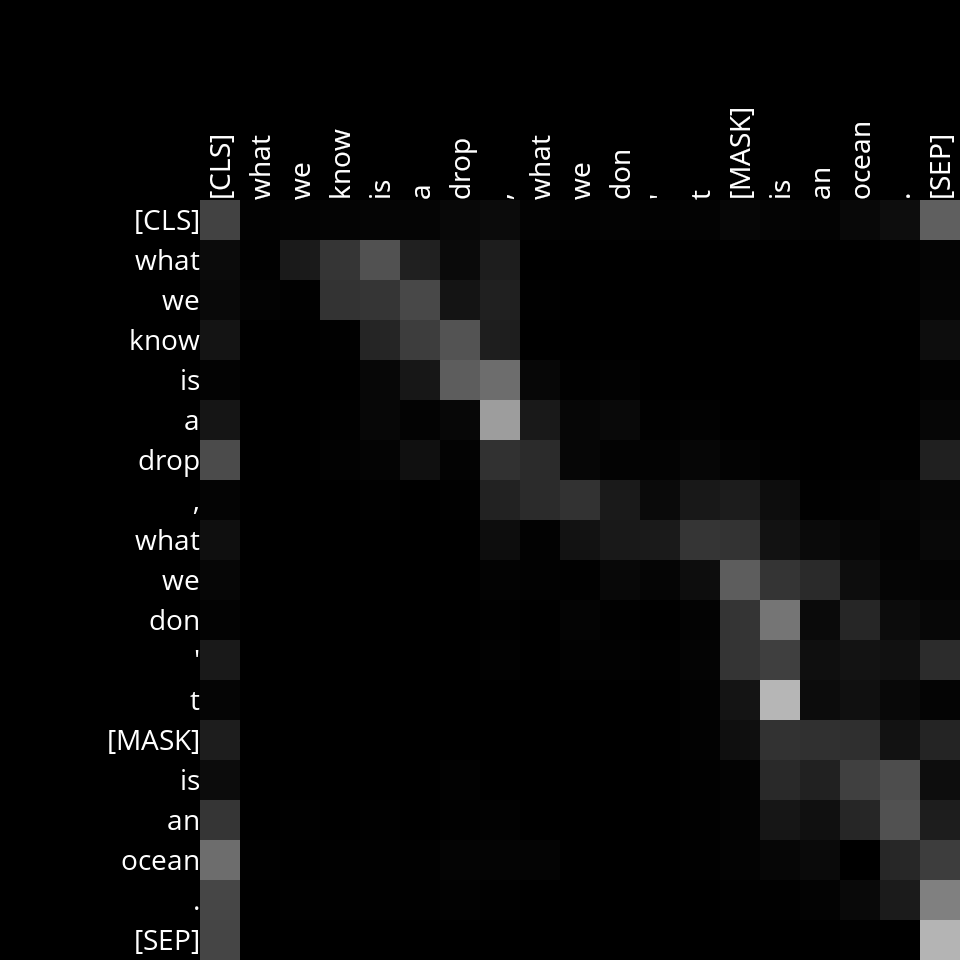 [CLS] what we know is a drop , what we don ' t [MASK] is an ocean . [SEP]
[CLS]
what
we
know
is
a
drop
,
what
we
don
'
t
[MASK]
is
an
ocean
.
[SEP]